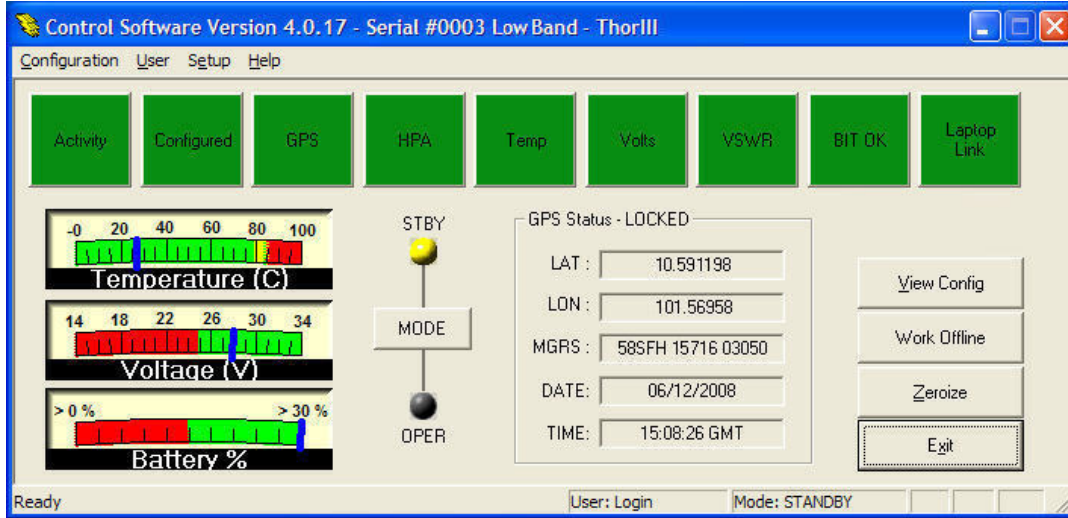 Control Software Version 4.0.17 - Serial #0003 Low Band - ThorIII
Configuration User Setup Help
Activity
Configured
GPS
HPA
Temp
Volts
VSWR
BIT OK
Laptop
Link
-0 20 40 60 80 100
Temperature (C)
14 18 22 26 30 34
Voltage (V)
> 0 % > 30 %
Battery %
STBY
MODE
OPER
GPS Status - LOCKED
LAT : 10.591198
LON : 101.56958
MGRS : 58SFH 15716 03050
DATE: 06/12/2008
TIME: 15:08:26 GMT
View Config
Work Offline
Zeroize
Exit
Ready User: Login Mode: STANDBY